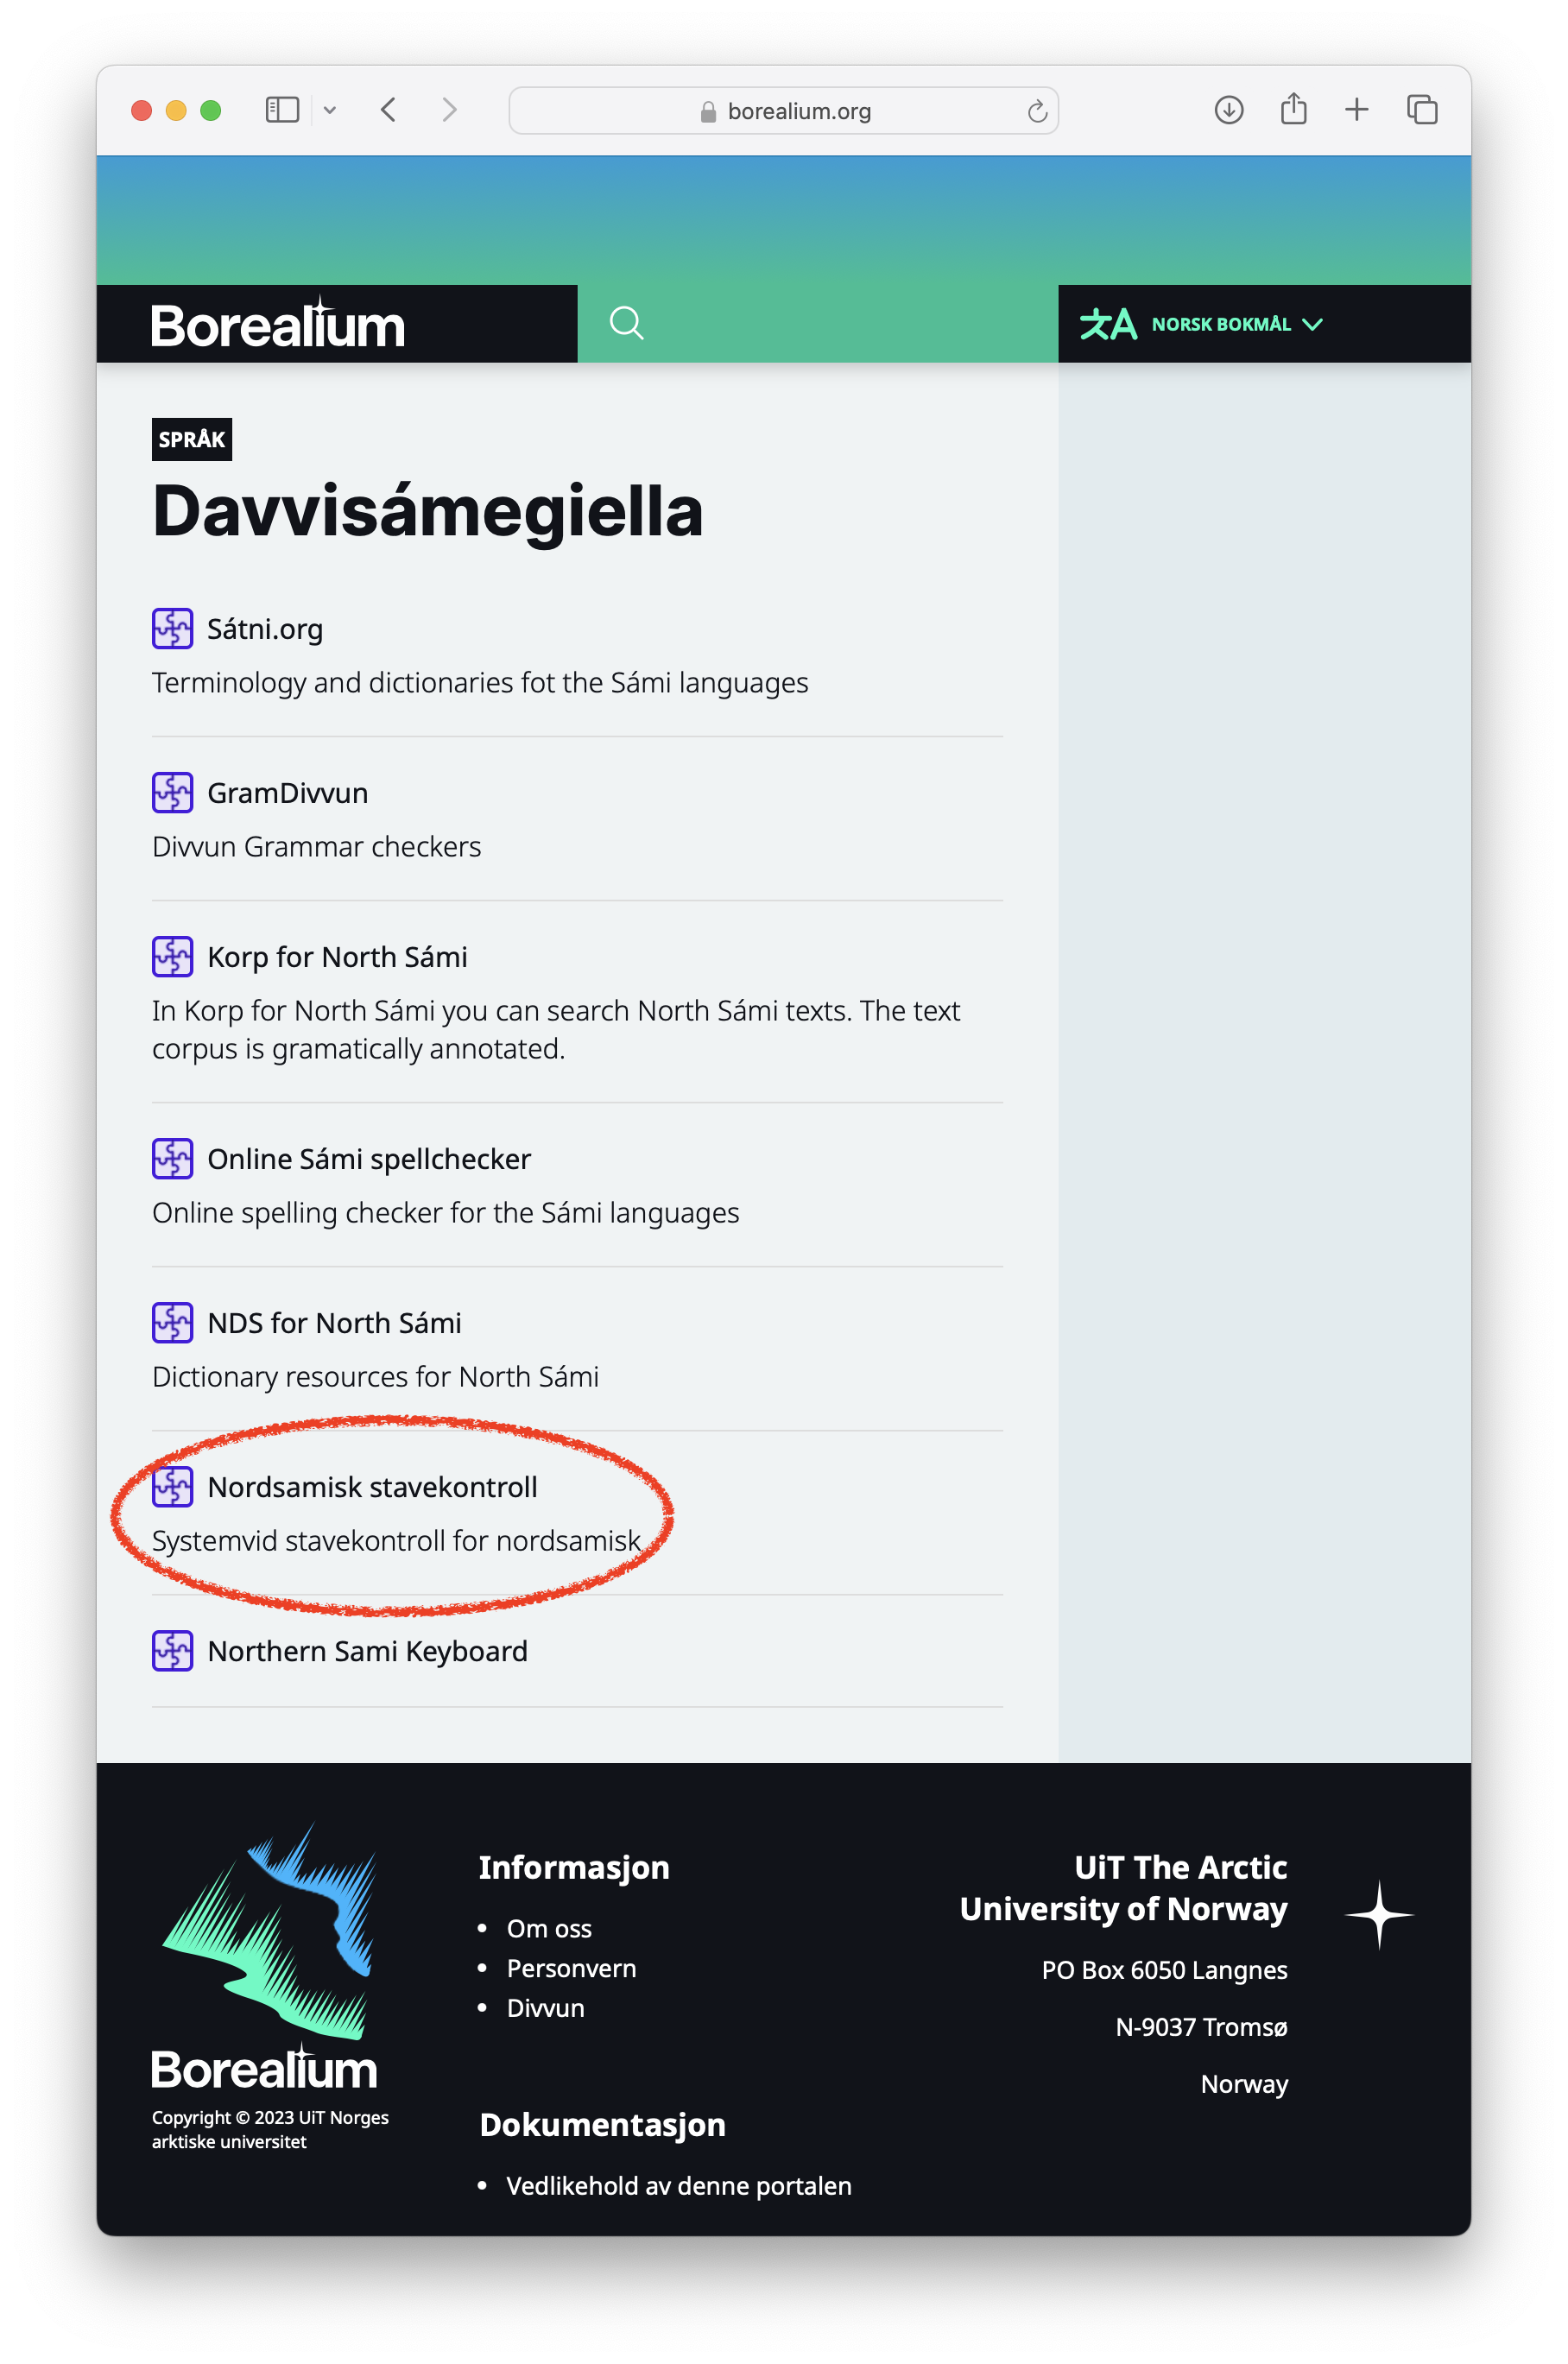 borealium.org
Borealium
文A NORSK BOKMÅL
SPRÅK
Davvisámegiella
Sátni.org
Terminology and dictionaries fot the Sámi languages
GramDivvun
Divvun Grammar checkers
Korp for North Sámi
In Korp for North Sámi you can search North Sámi texts. The text
corpus is gramatically annotated.
Online Sámi spellchecker
Online spelling checker for the Sámi languages
NDS for North Sámi
Dictionary resources for North Sámi
Nordsamisk stavekontroll
Systemvid stavekontroll for nordsamisk
Northern Sami Keyboard
Borealium
Copyright © 2023 UiT Norges
arktiske universitet
Informasjon
• Om oss
• Personvern
• Divvun
Dokumentasjon
• Vedlikehold av denne portalen
UiT The Arctic
University of Norway
PO Box 6050 Langnes
N-9037 Tromsø
Norway